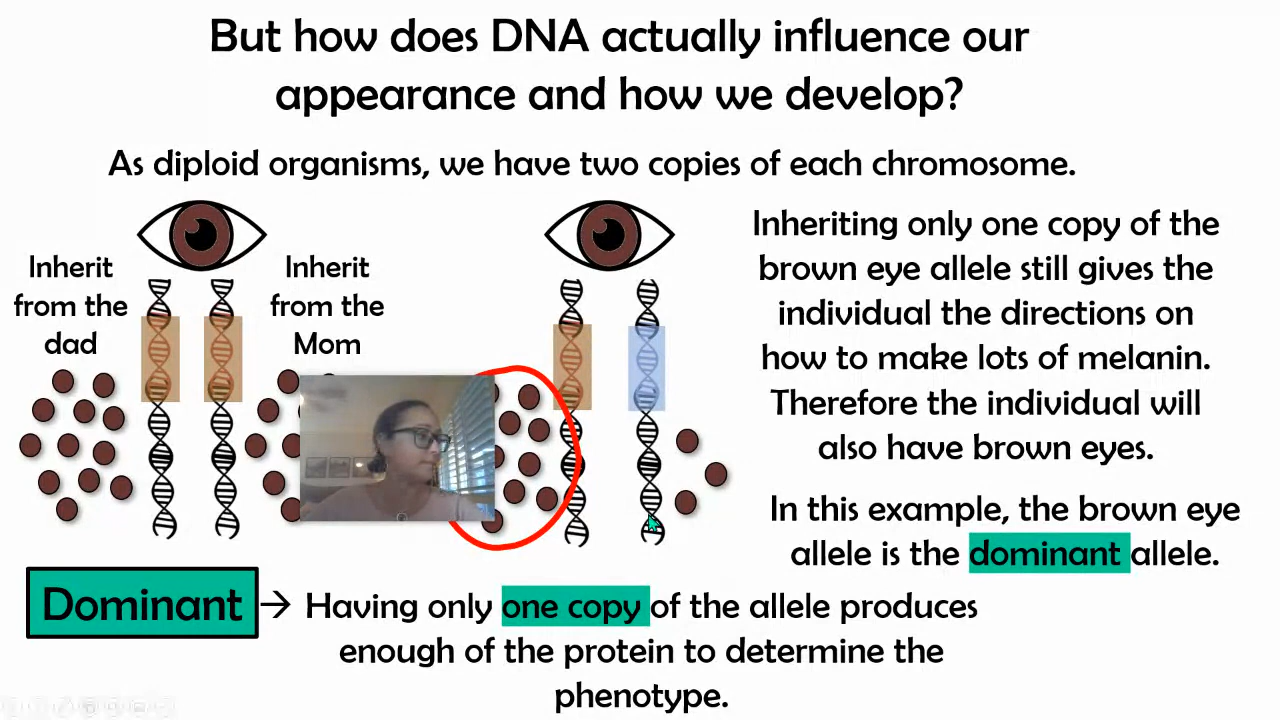 But how does DNA actually influence our
appearance and how we develop?
As diploid organisms, we have two copies of each chromosome.
Inherit
from the
dad
Inherit
from the
Mom
Inheriting only one copy of the
brown eye allele still gives the
individual the directions on
how to make lots of melanin.
Therefore the individual will
also have brown eyes.
In this example, the brown eye
allele is the dominant allele.
Dominant → Having only one copy of the allele produces
enough of the protein to determine the
phenotype.